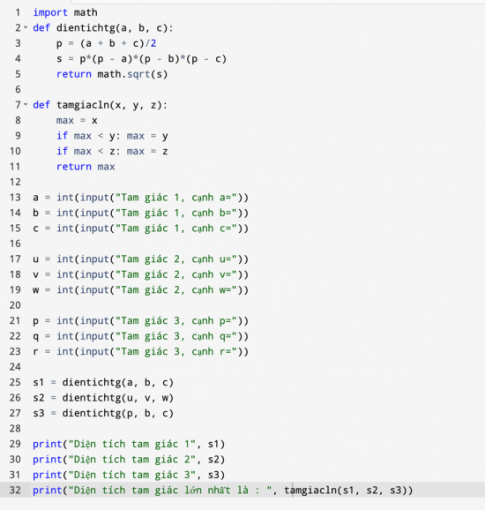 1 import math
2 def dientichtg(a, b, c):
3     p = (a + b + c)/2
4     s = p*(p - a)*(p - b)*(p - c)
5     return math.sqrt(s)
6
7 def tamgiacln(x, y, z):
8     max = x
9     if max < y: max = y
10     if max < z: max = z
11     return max
12
13 a = int(input("Tam giác 1, cạnh a="))
14 b = int(input("Tam giác 1, cạnh b="))
15 c = int(input("Tam giác 1, cạnh c="))
16
17 u = int(input("Tam giác 2, cạnh u="))
18 v = int(input("Tam giác 2, cạnh v="))
19 w = int(input("Tam giác 2, cạnh w="))
20
21 p = int(input("Tam giác 3, cạnh p="))
22 q = int(input("Tam giác 3, cạnh q="))
23 r = int(input("Tam giác 3, cạnh r="))
24
25 s1 = dientichtg(a, b, c)
26 s2 = dientichtg(u, v, w)
27 s3 = dientichtg(p, b, c)
28
29 print("Diện tích tam giác 1", s1)
30 print("Diện tích tam giác 2", s2)
31 print("Diện tích tam giác 3", s3)
32 print("Diện tích tam giác lớn nhất là : ", tamgiacln(s1, s2, s3))